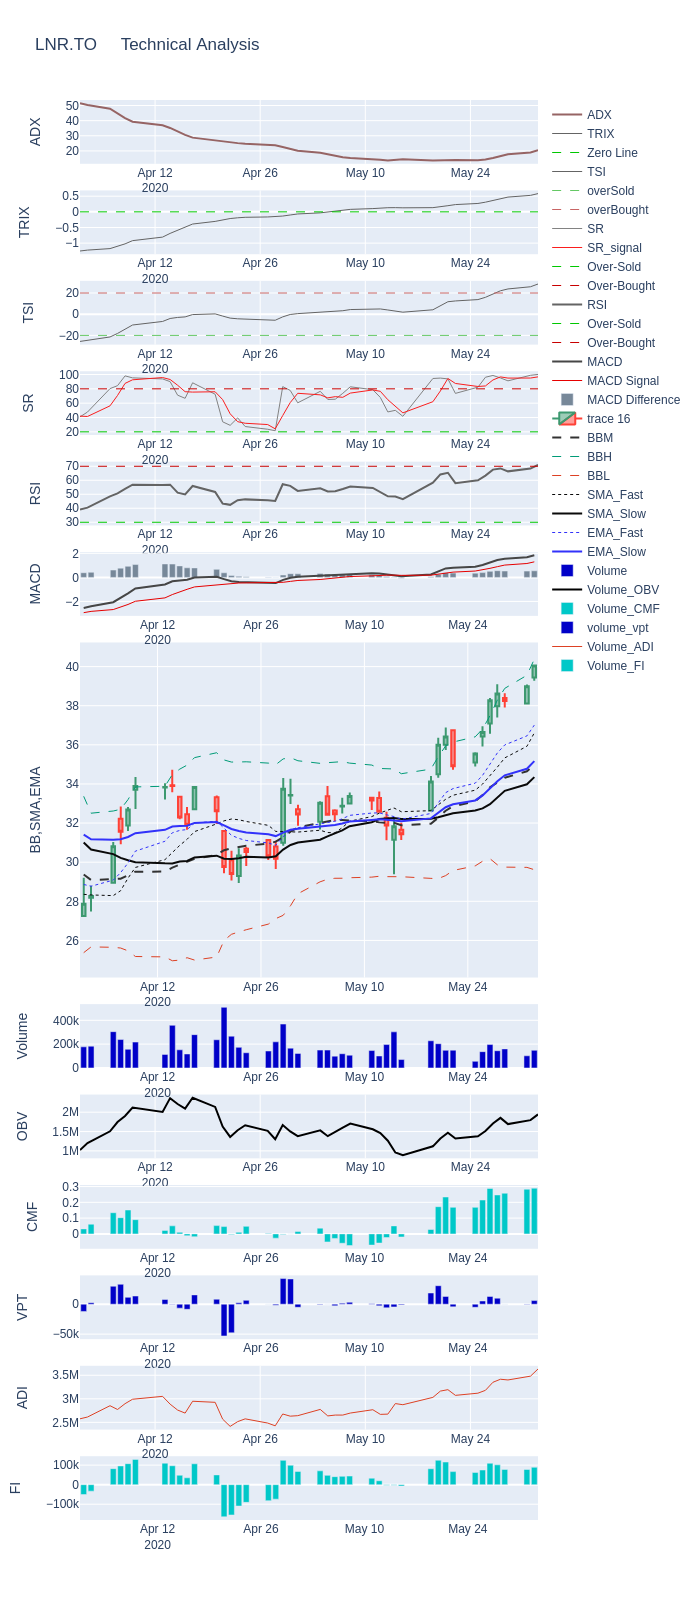 LNR.TO Technical Analysis
ADX
50
40
30
20
Apr 12
2020
Apr 26
May 10
May 24
TRIX
0.5
0
−0.5
−1
Apr 12
2020
Apr 26
May 10
May 24
TSI
20
0
−20
Apr 12
2020
Apr 26
May 10
May 24
SR
100
80
60
40
20
Apr 12
2020
Apr 26
May 10
May 24
RSI
70
60
50
40
30
Apr 12
2020
Apr 26
May 10
May 24
MACD
2
0
−2
Apr 12
2020
Apr 26
May 10
May 24
BB,SMA,EMA
40
38
36
34
32
30
28
26
Apr 12
2020
Apr 26
May 10
May 24
Volume
400k
200k
0
Apr 12
2020
Apr 26
May 10
May 24
OBV
2M
1.5M
1M
Apr 12
2020
Apr 26
May 10
May 24
CMF
0.3
0.2
0.1
0
Apr 12
2020
Apr 26
May 10
May 24
VPT
0
−50k
Apr 12
2020
Apr 26
May 10
May 24
ADI
3.5M
3M
2.5M
Apr 12
2020
Apr 26
May 10
May 24
FI
100k
0
−100k
Apr 12
2020
Apr 26
May 10
May 24
ADX
TRIX
Zero Line
TSI
overSold
overBought
SR
SR_signal
Over-Sold
Over-Bought
RSI
Over-Sold
Over-Bought
MACD
MACD Signal
MACD Difference
trace 16
BBM
BBH
BBL
SMA_Fast
SMA_Slow
EMA_Fast
EMA_Slow
Volume
Volume_OBV
Volume_CMF
volume_vpt
Volume_ADI
Volume_FI